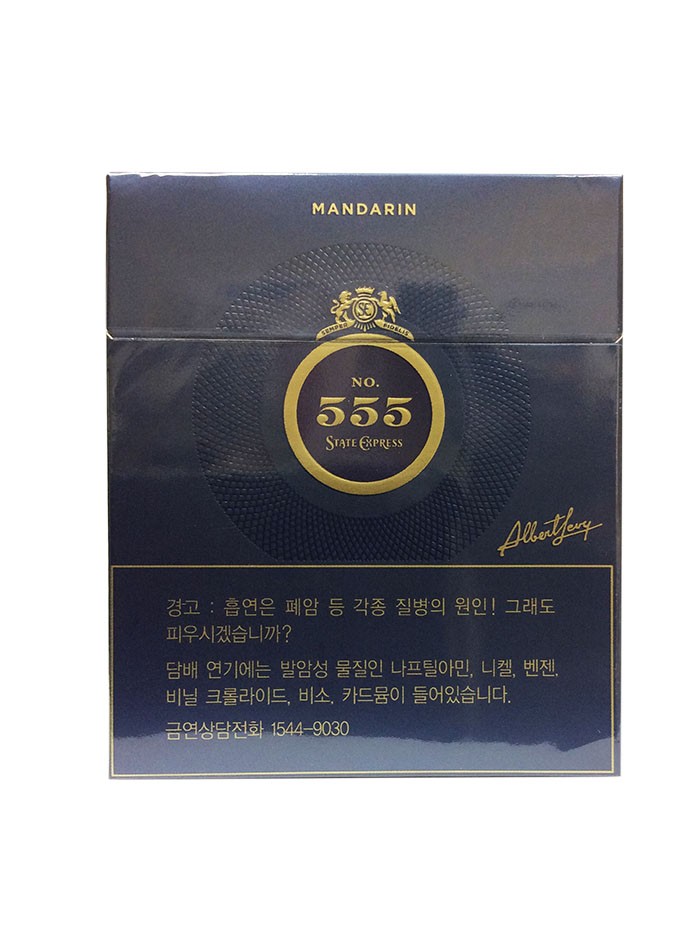 MANDARIN
SE
SEMPER FIDELIS
NO.
555
STATE EXPRESS
Albert Levy
경고 : 흡연은 폐암 등 각종 질병의 원인! 그래도
피우시겠습니까?
담배 연기에는 발암성 물질인 나프틸아민, 니켈, 벤젠,
비닐 크롤라이드, 비소, 카드뮴이 들어있습니다.
금연상담전화 1544-9030